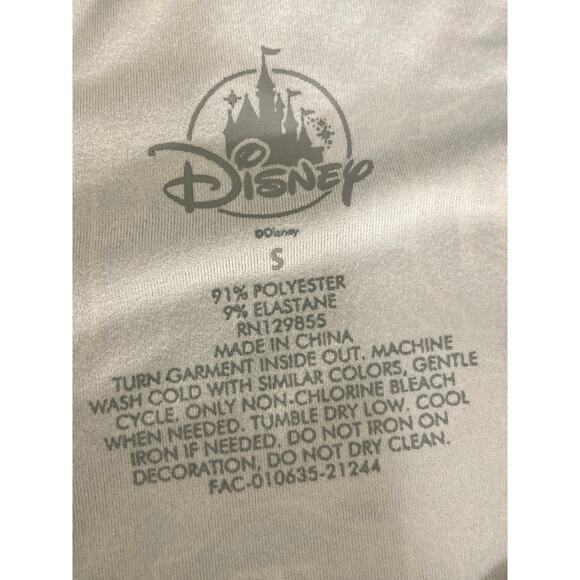 Disney
©Disney
S
91% POLYESTER
9% ELASTANE
RN129855
MADE IN CHINA
TURN GARMENT INSIDE OUT. MACHINE
WASH COLD WITH SIMILAR COLORS, GENTLE
CYCLE. ONLY NON-CHLORINE BLEACH
WHEN NEEDED. TUMBLE DRY LOW. COOL
IRON IF NEEDED. DO NOT IRON ON
DECORATION, DO NOT DRY CLEAN.
FAC-010635-21244